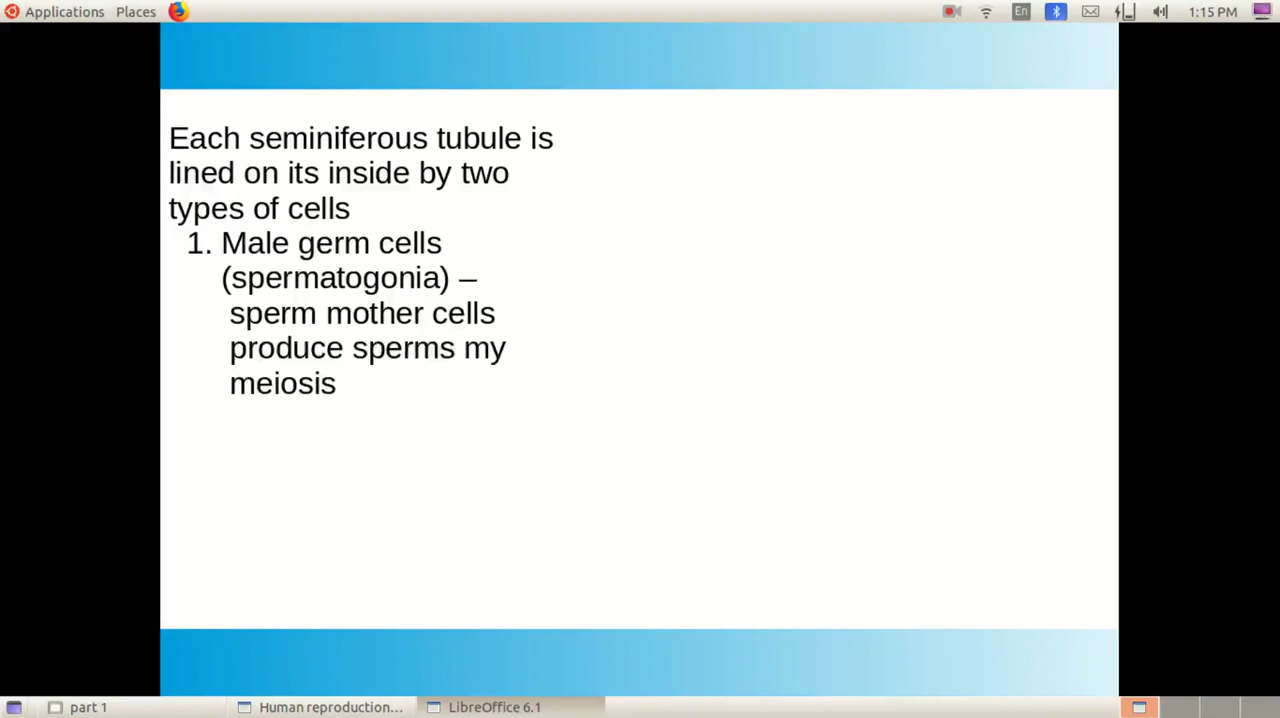 Applications Places En 1:15 PM
Each seminiferous tubule is
lined on its inside by two
types of cells
1. Male germ cells
(spermatogonia) –
sperm mother cells
produce sperms my
meiosis
part 1 Human reproduction... LibreOffice 6.1